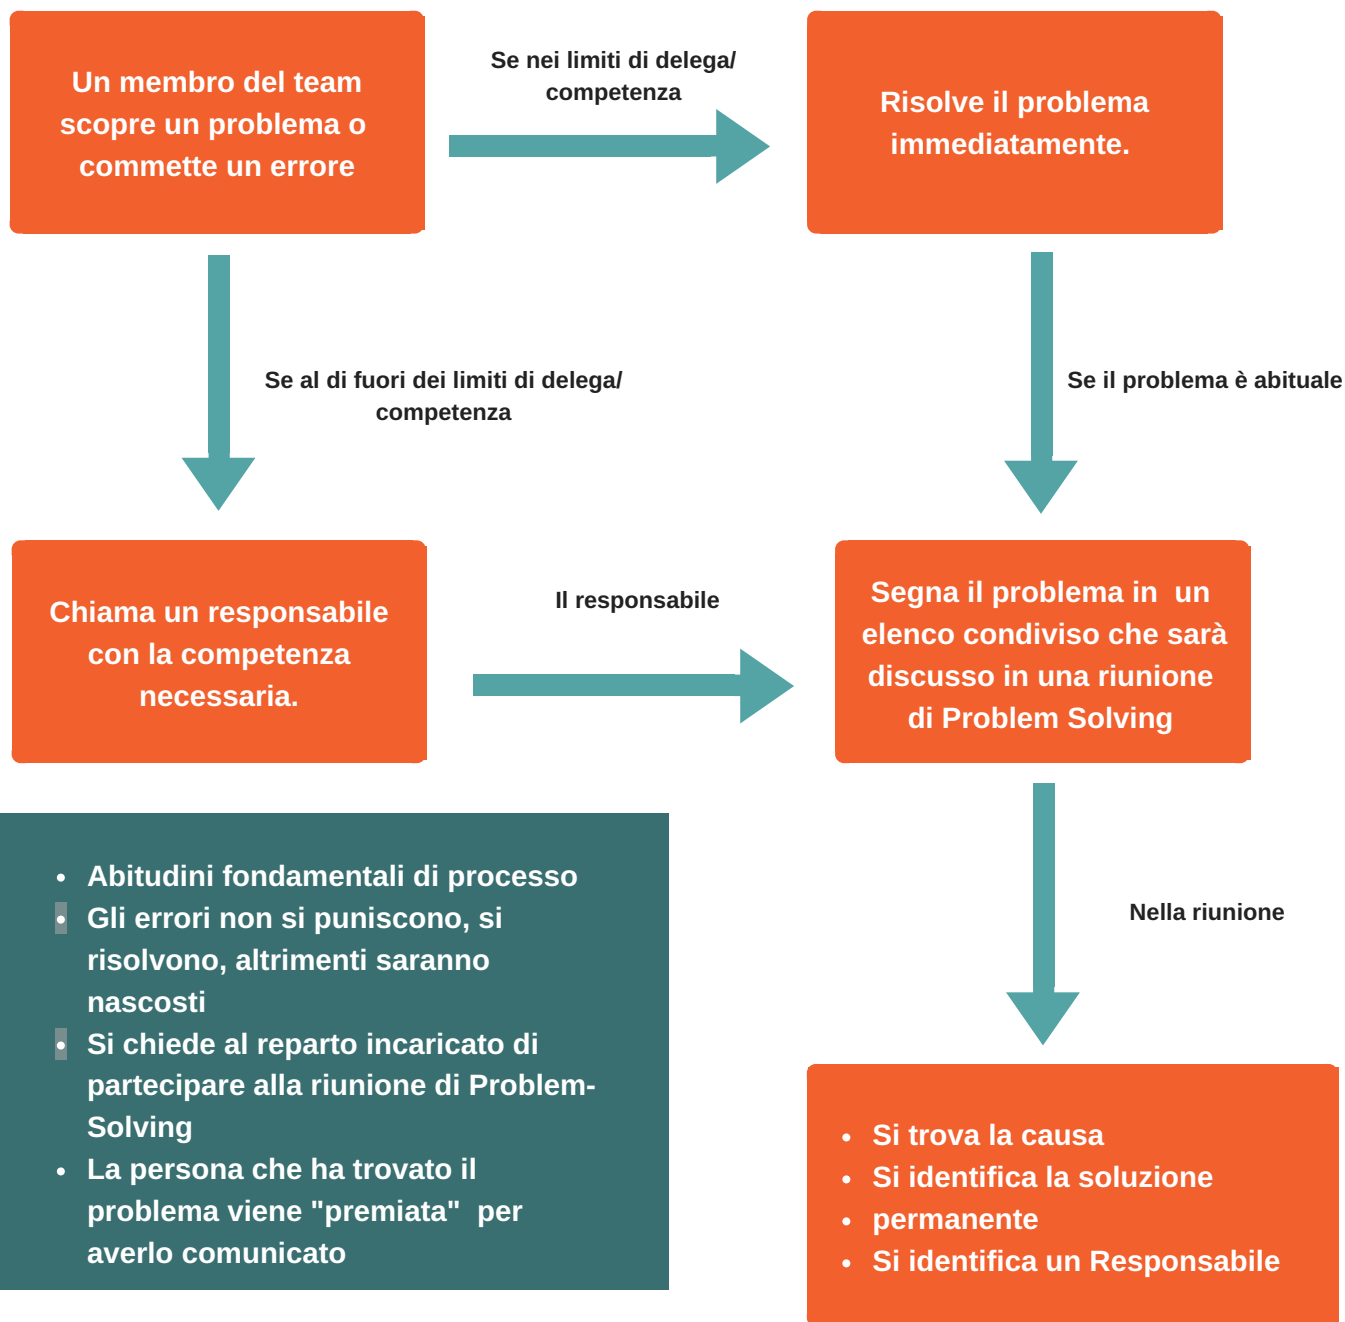 Un membro del team
scopre un problema o
commette un errore
Se nei limiti di delega/
competenza
Risolve il problema
immediatamente.
Se al di fuori dei limiti di delega/
competenza
Se il problema è abituale
Chiama un responsabile
con la competenza
necessaria.
Il responsabile
Segna il problema in  un
elenco condiviso che sarà
discusso in una riunione
di Problem Solving
Nella riunione
• Abitudini fondamentali di processo
• Gli errori non si puniscono, si
risolvono, altrimenti saranno
nascosti
• Si chiede al reparto incaricato di
partecipare alla riunione di Problem-
Solving
• La persona che ha trovato il
problema viene "premiata"  per
averlo comunicato
• Si trova la causa
• Si identifica la soluzione
• permanente
• Si identifica un Responsabile